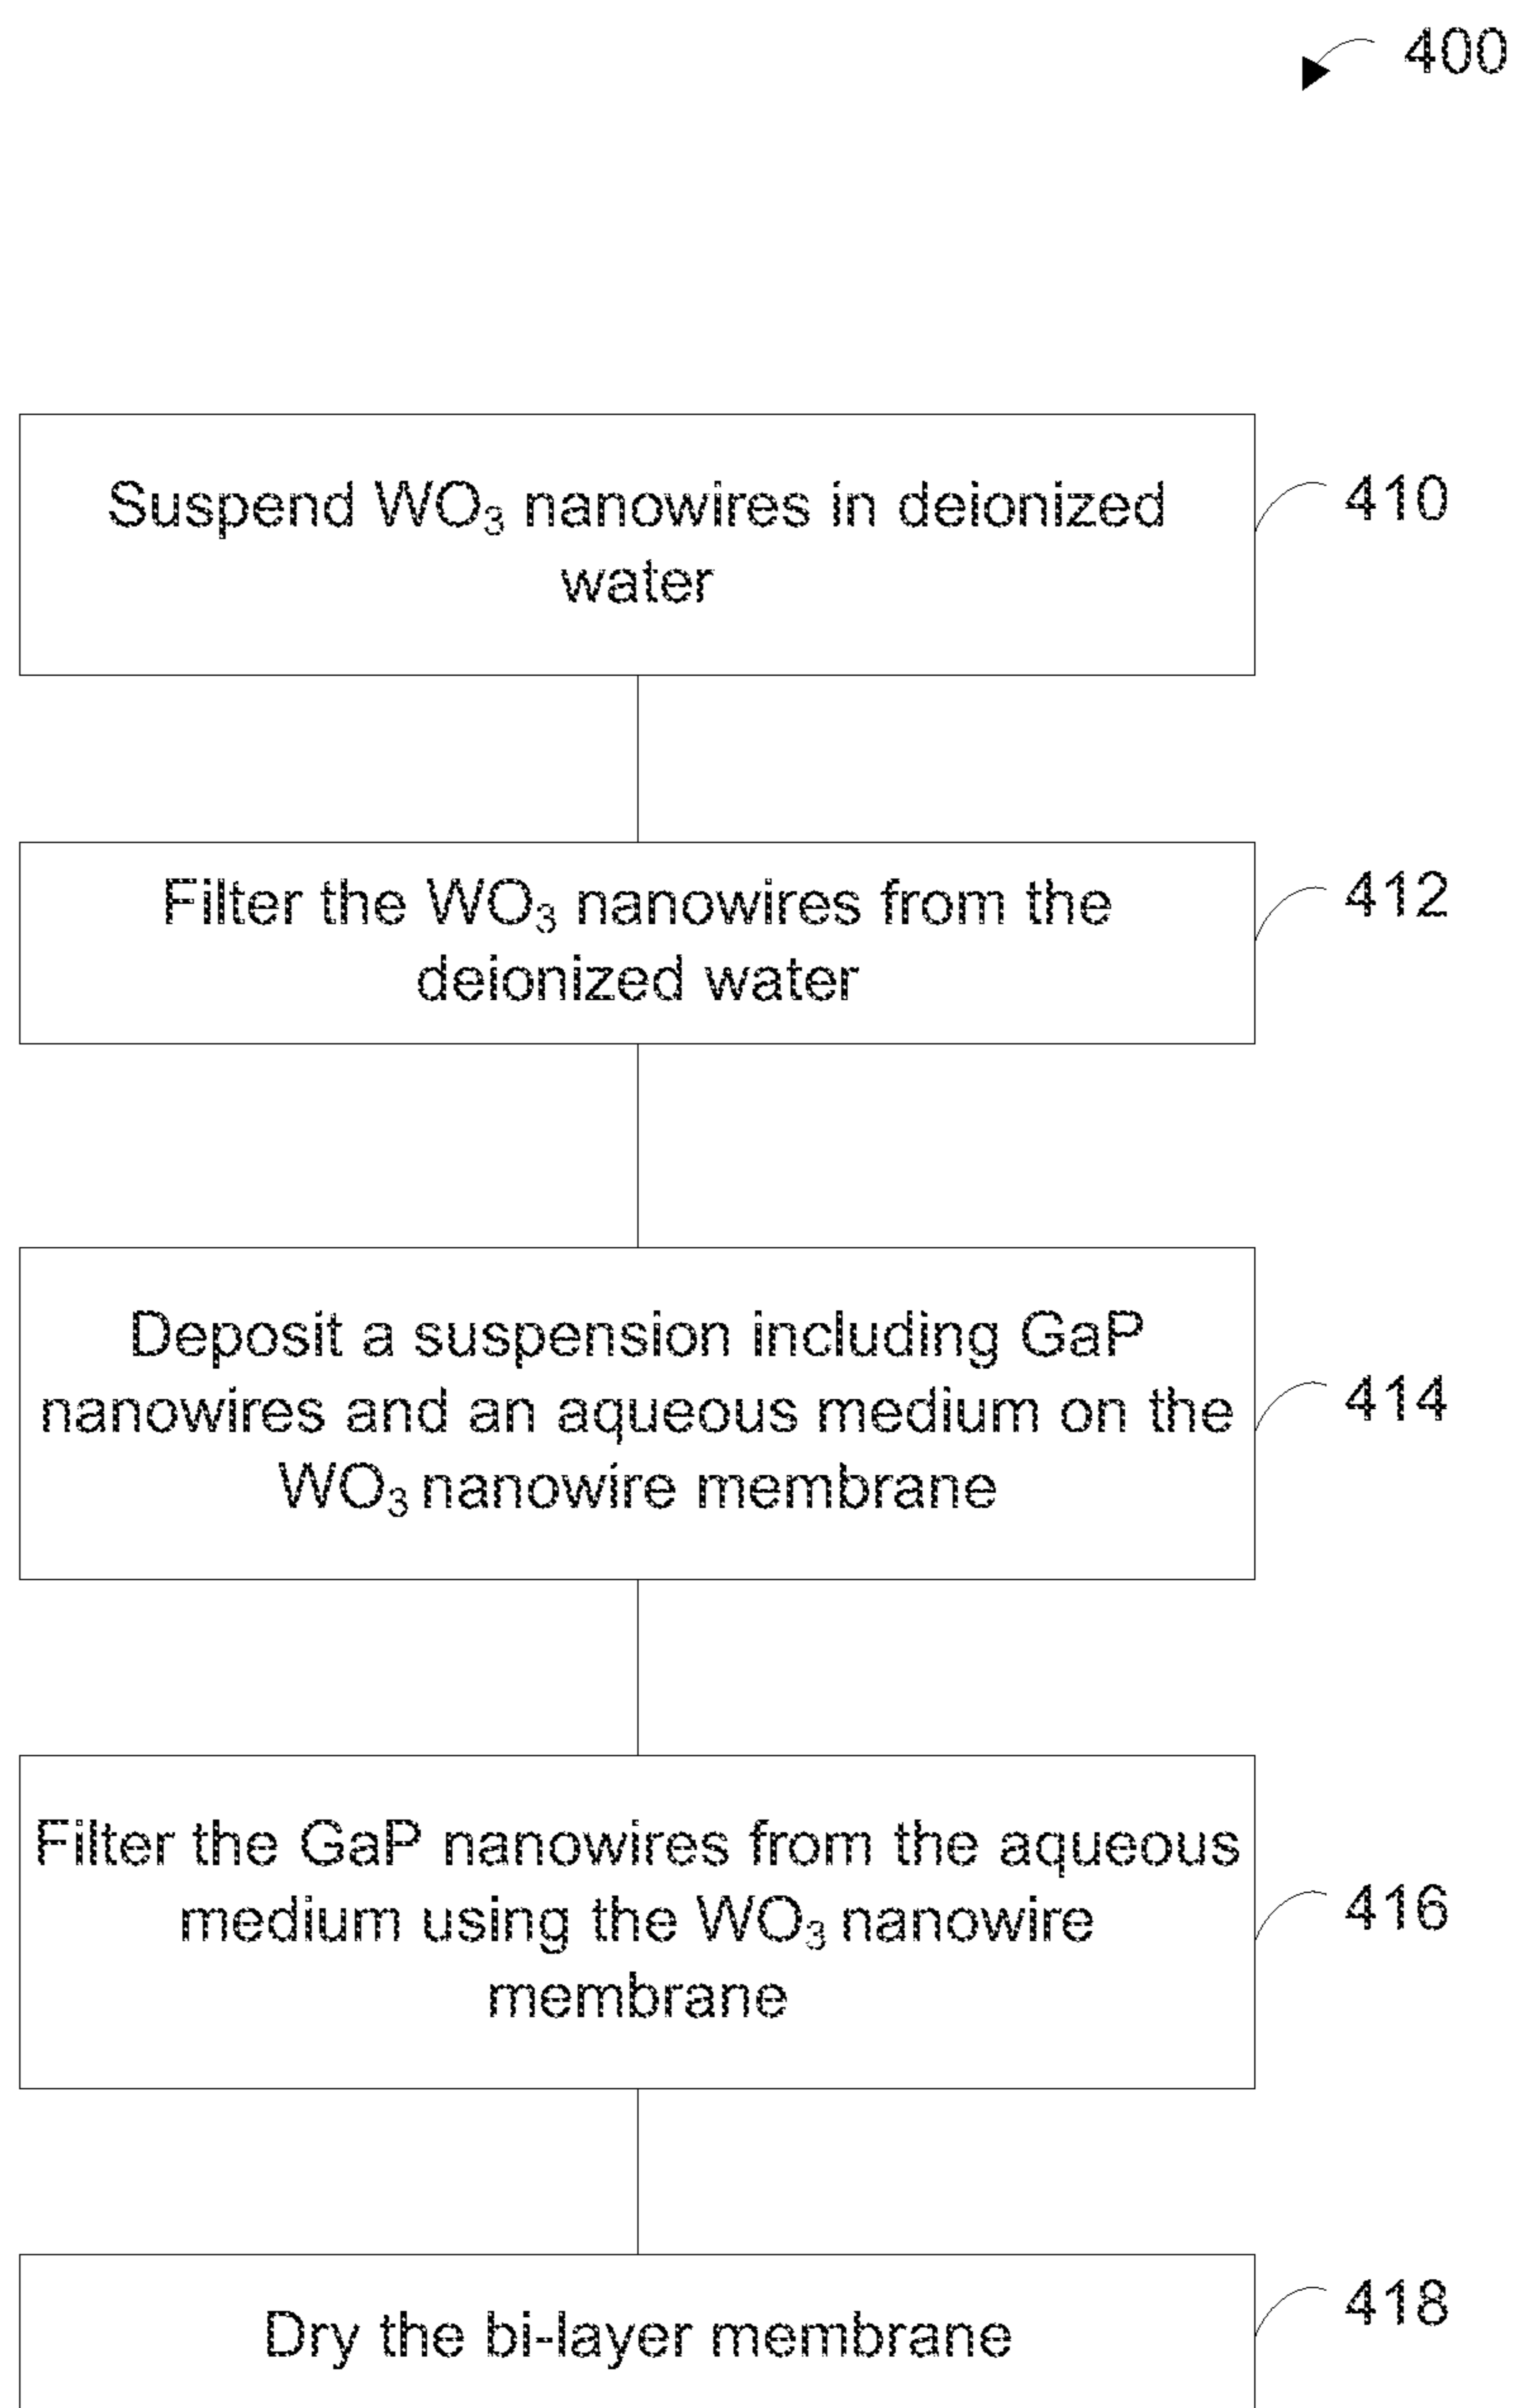 400
Suspend WO₃ nanowires in deionized
water
410
Filter the WO₃ nanowires from the
deionized water
412
Deposit a suspension including GaP
nanowires and an aqueous medium on the
WO₃ nanowire membrane
414
Filter the GaP nanowires from the aqueous
medium using the WO₃ nanowire
membrane
416
Dry the bi-layer membrane
418